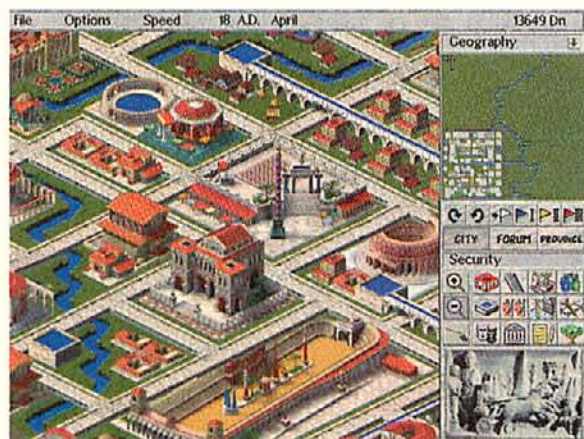 File Options Speed 18 A.D. April 13649 Dn
Geography
CITY FORUM PROVINCE
Security